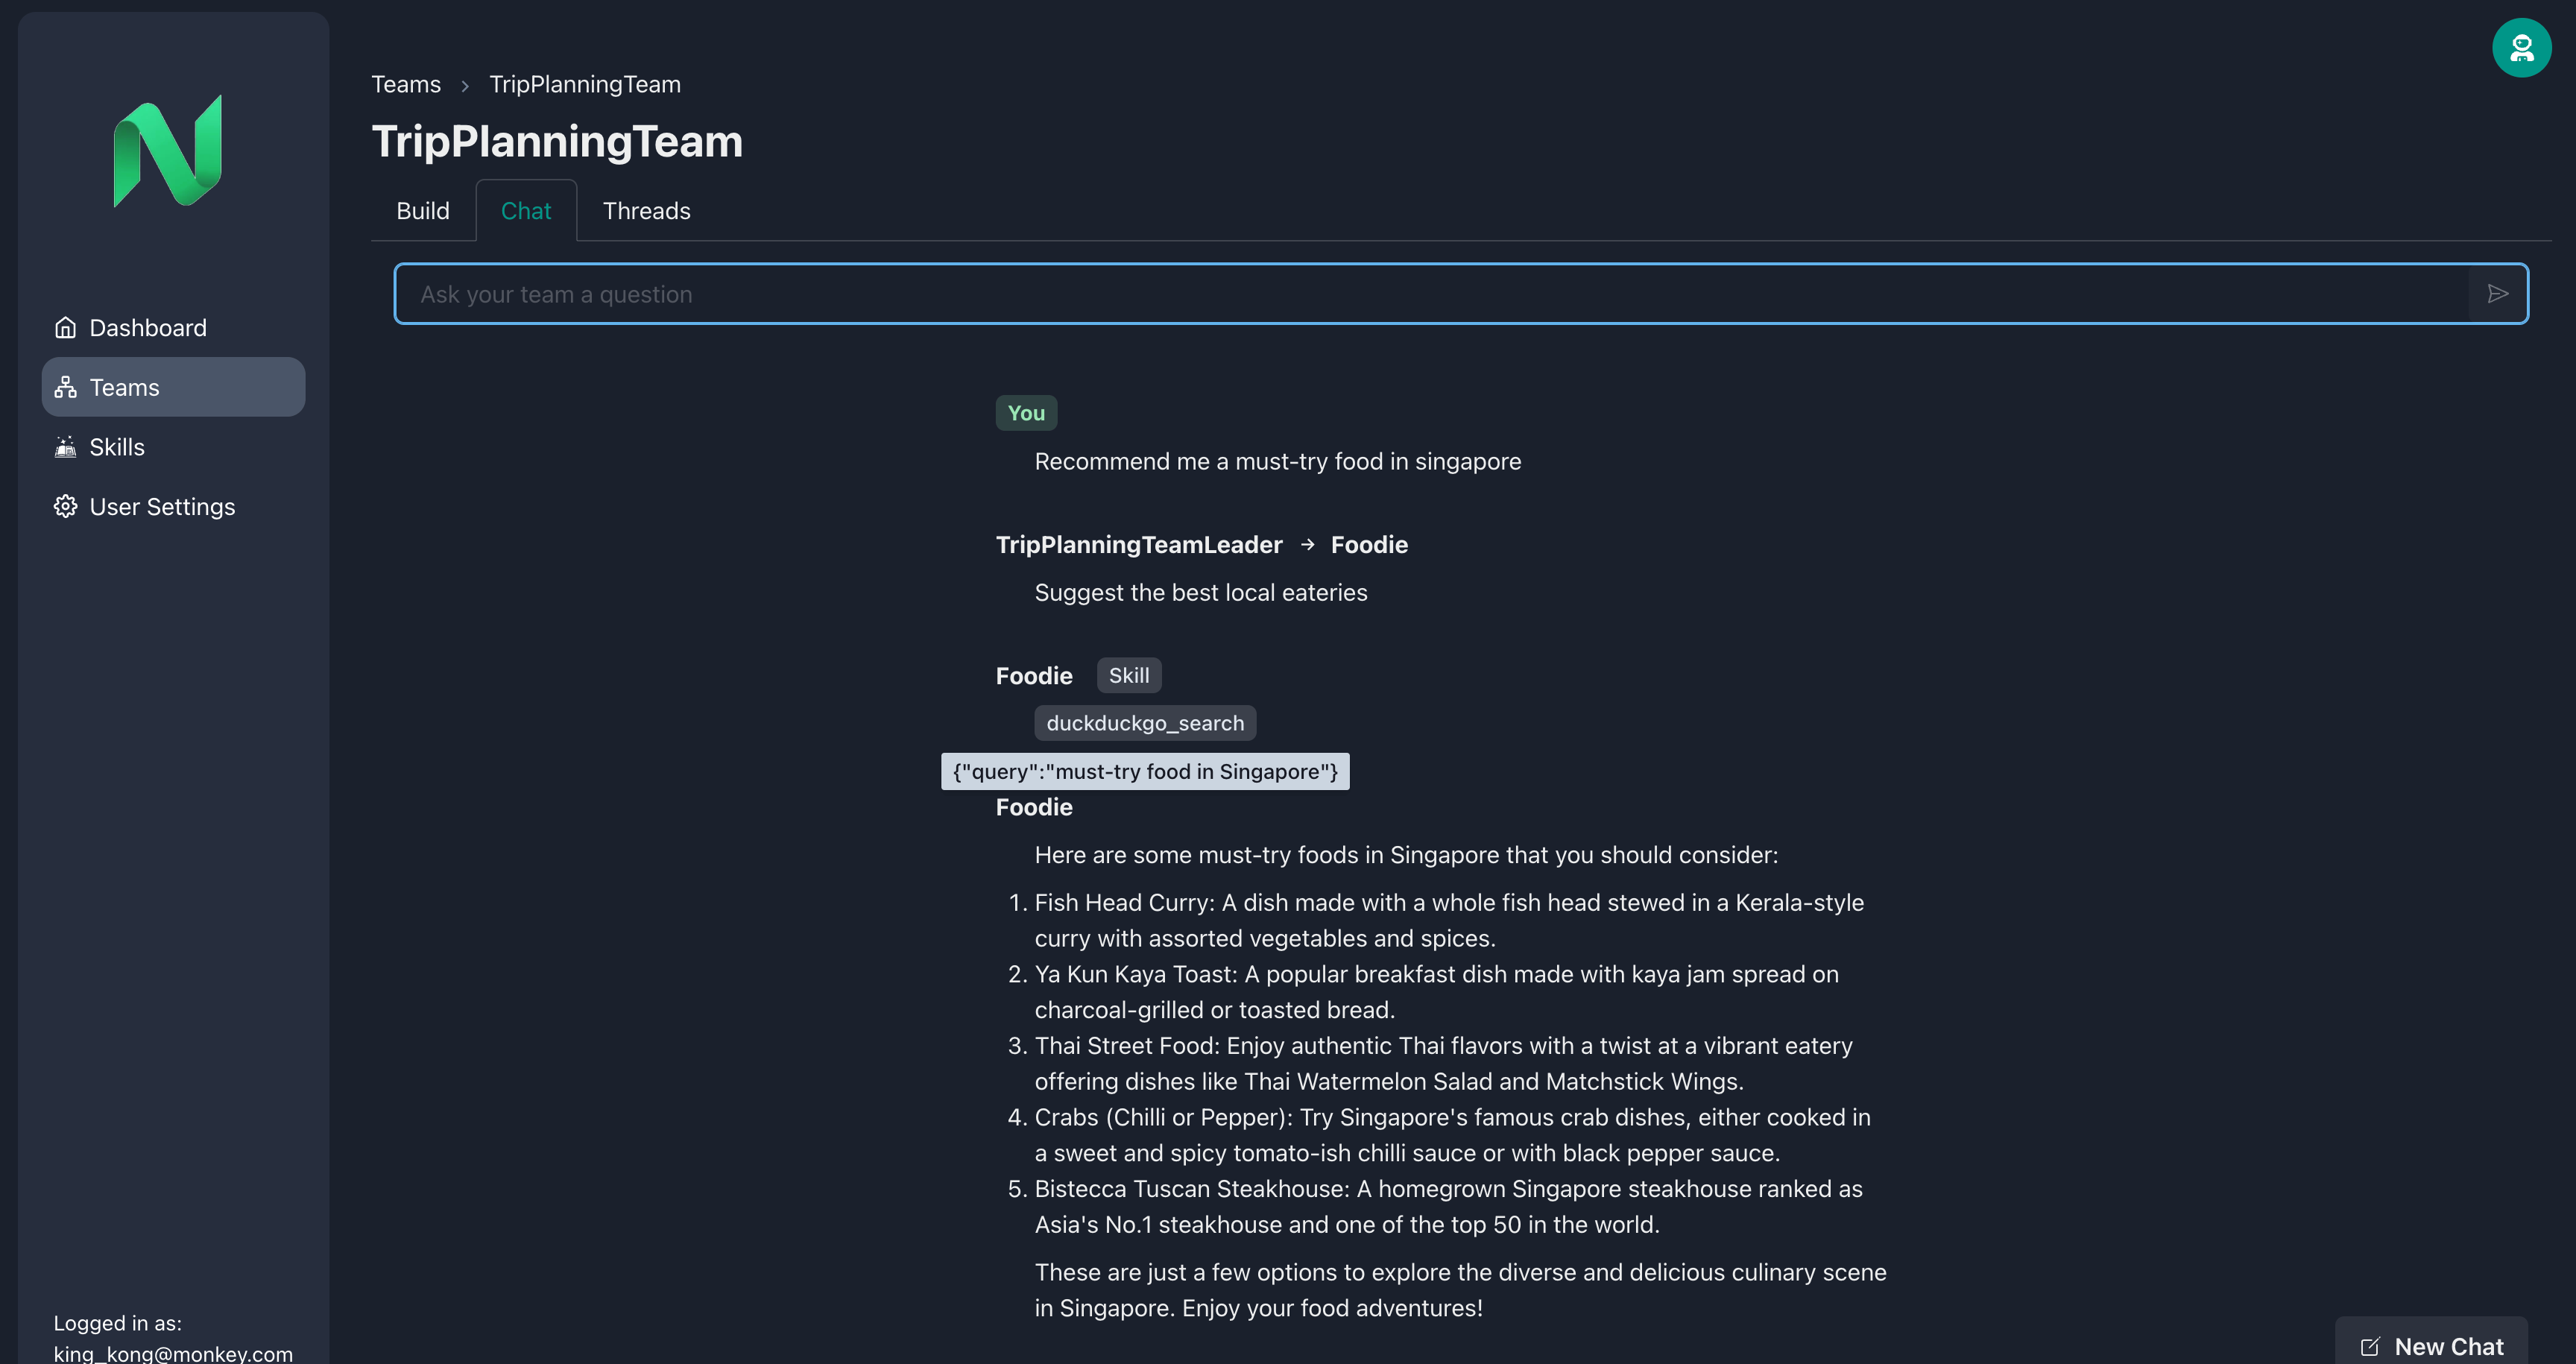 Teams > TripPlanningTeam
TripPlanningTeam
Build Chat Threads
Ask your team a question
Dashboard
Teams
Skills
User Settings
You
Recommend me a must-try food in singapore
TripPlanningTeamLeader → Foodie
Suggest the best local eateries
Foodie Skill
duckduckgo_search
{"query":"must-try food in Singapore"}
Foodie
Here are some must-try foods in Singapore that you should consider:
1. Fish Head Curry: A dish made with a whole fish head stewed in a Kerala-style
curry with assorted vegetables and spices.
2. Ya Kun Kaya Toast: A popular breakfast dish made with kaya jam spread on
charcoal-grilled or toasted bread.
3. Thai Street Food: Enjoy authentic Thai flavors with a twist at a vibrant eatery
offering dishes like Thai Watermelon Salad and Matchstick Wings.
4. Crabs (Chilli or Pepper): Try Singapore's famous crab dishes, either cooked in
a sweet and spicy tomato-ish chilli sauce or with black pepper sauce.
5. Bistecca Tuscan Steakhouse: A homegrown Singapore steakhouse ranked as
Asia's No.1 steakhouse and one of the top 50 in the world.
These are just a few options to explore the diverse and delicious culinary scene
in Singapore. Enjoy your food adventures!
Logged in as:
king_kong@monkey.com
New Chat